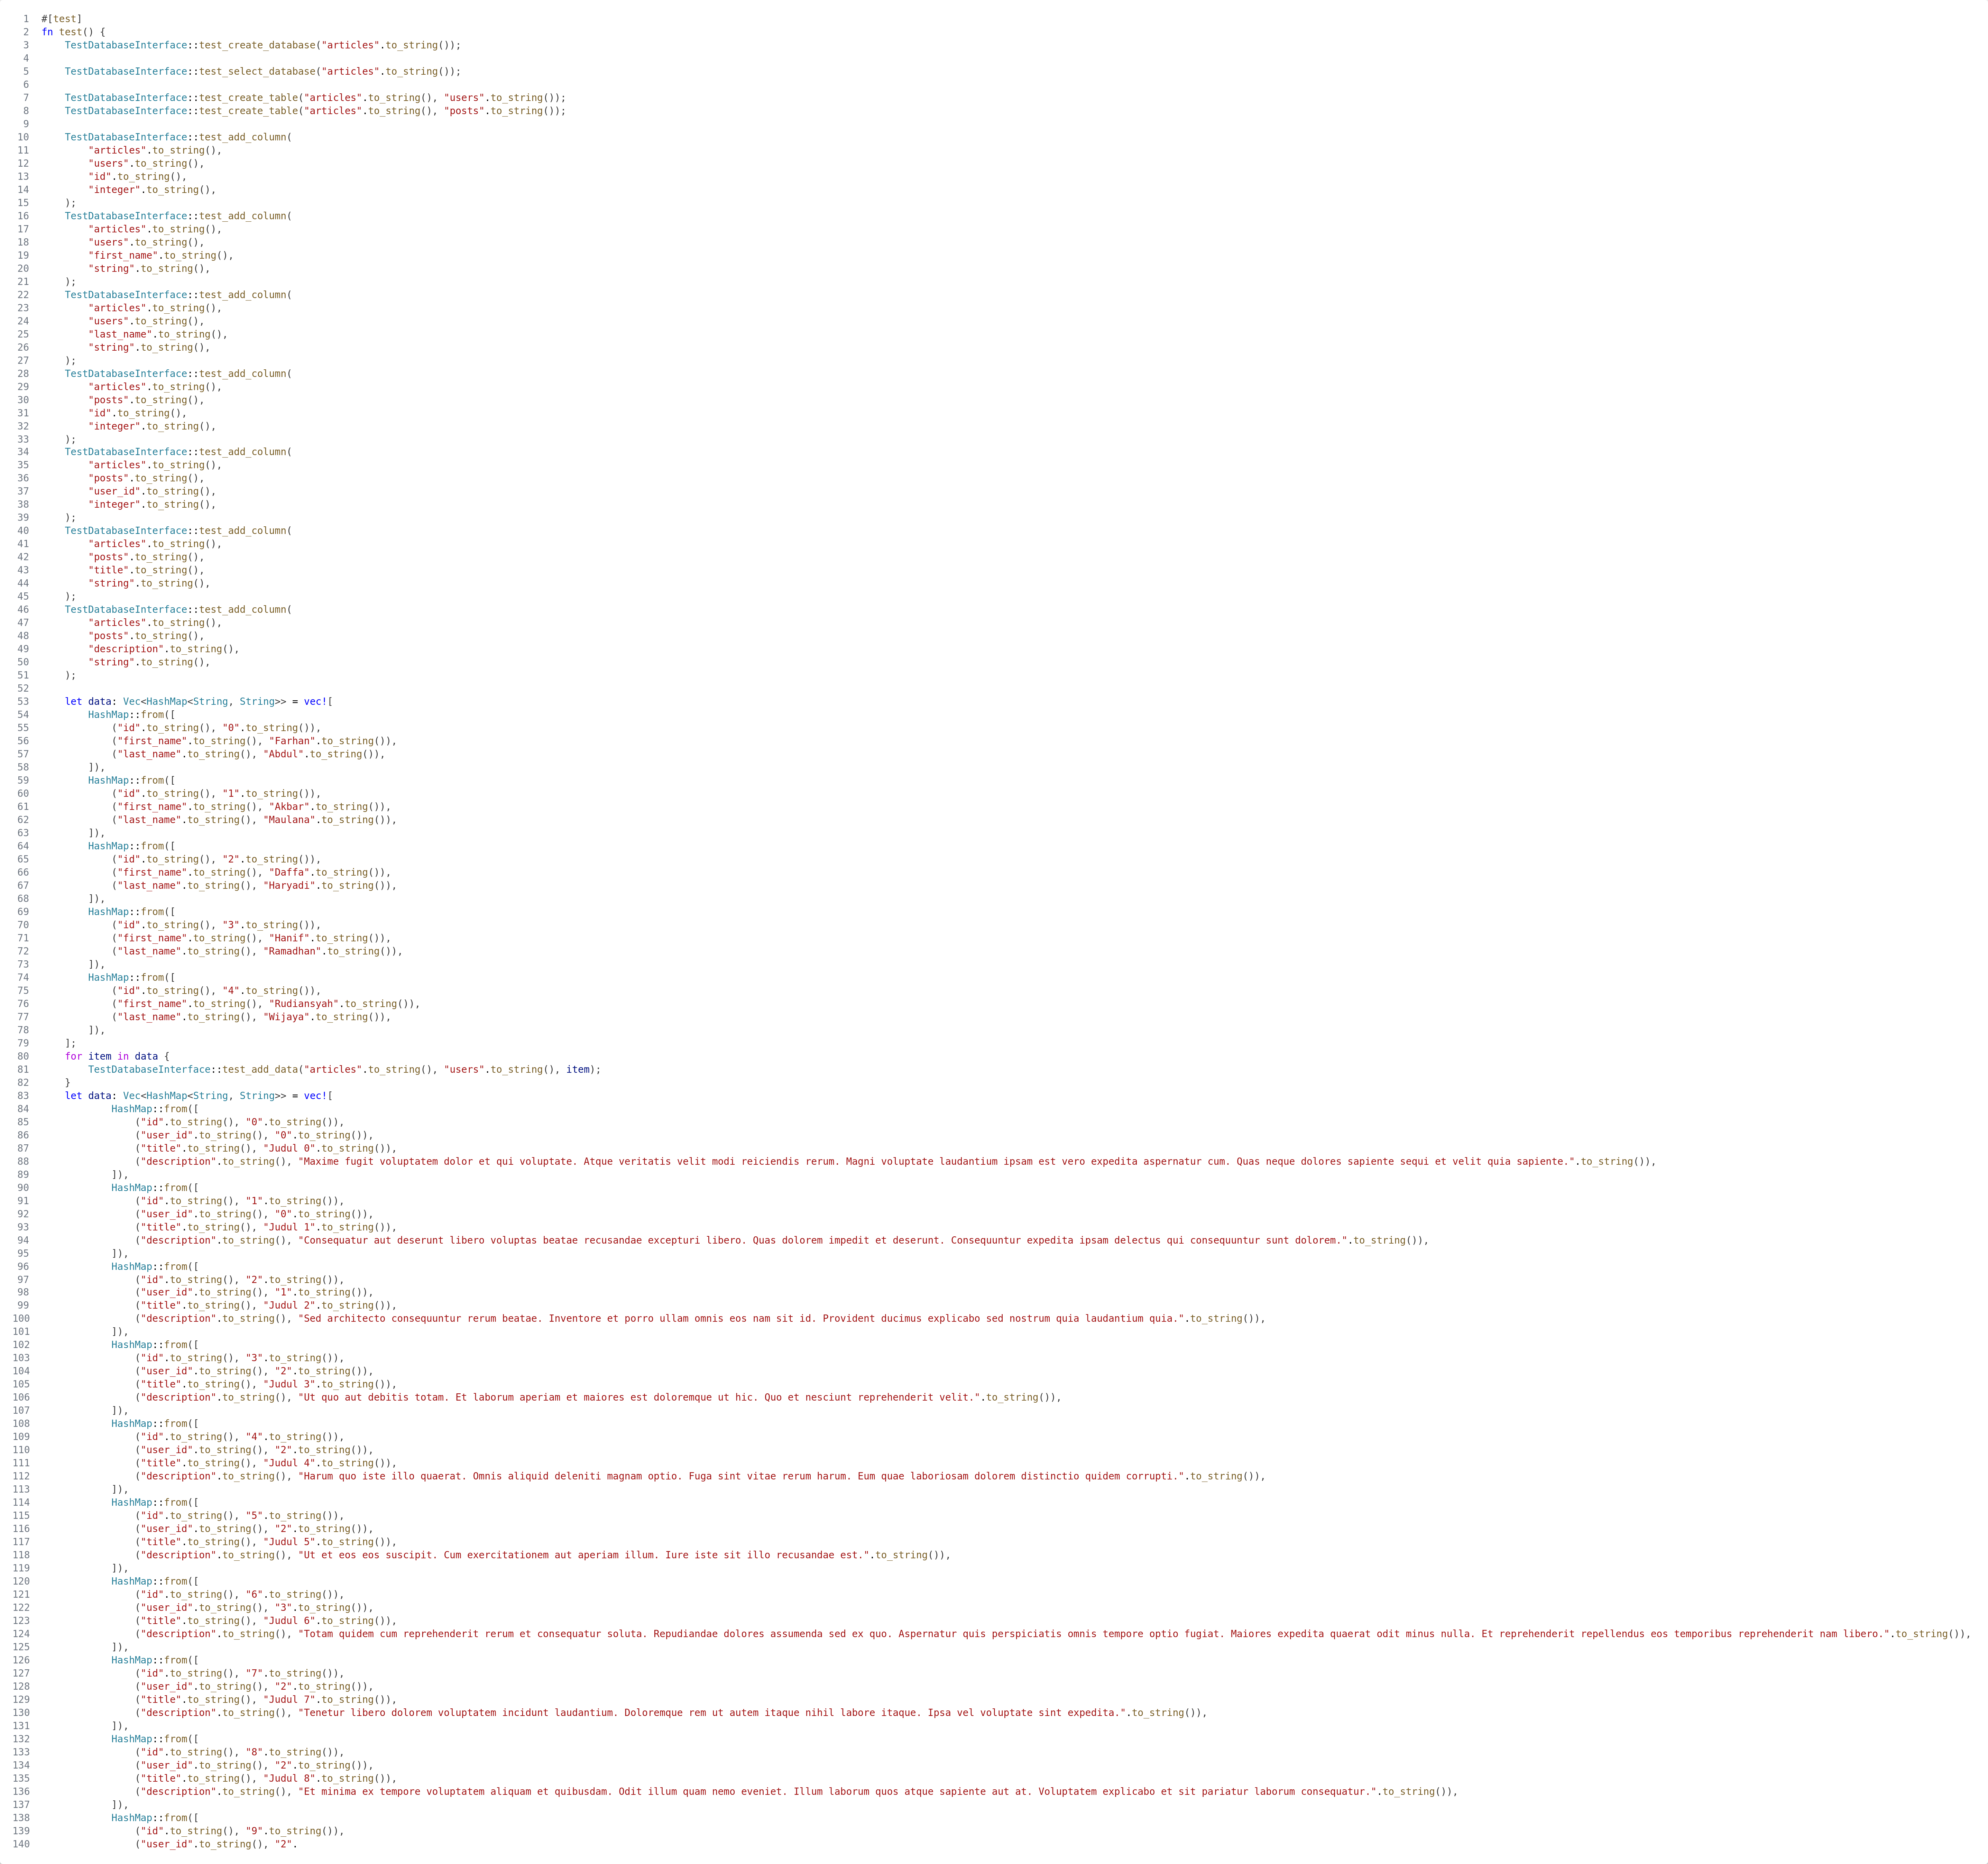 1 #[test]
2 fn test() {
3     TestDatabaseInterface::test_create_database("articles".to_string());
4
5     TestDatabaseInterface::test_select_database("articles".to_string());
6
7     TestDatabaseInterface::test_create_table("articles".to_string(), "users".to_string());
8     TestDatabaseInterface::test_create_table("articles".to_string(), "posts".to_string());
9
10     TestDatabaseInterface::test_add_column(
11         "articles".to_string(),
12         "users".to_string(),
13         "id".to_string(),
14         "integer".to_string(),
15     );
16     TestDatabaseInterface::test_add_column(
17         "articles".to_string(),
18         "users".to_string(),
19         "first_name".to_string(),
20         "string".to_string(),
21     );
22     TestDatabaseInterface::test_add_column(
23         "articles".to_string(),
24         "users".to_string(),
25         "last_name".to_string(),
26         "string".to_string(),
27     );
28     TestDatabaseInterface::test_add_column(
29         "articles".to_string(),
30         "posts".to_string(),
31         "id".to_string(),
32         "integer".to_string(),
33     );
34     TestDatabaseInterface::test_add_column(
35         "articles".to_string(),
36         "posts".to_string(),
37         "user_id".to_string(),
38         "integer".to_string(),
39     );
40     TestDatabaseInterface::test_add_column(
41         "articles".to_string(),
42         "posts".to_string(),
43         "title".to_string(),
44         "string".to_string(),
45     );
46     TestDatabaseInterface::test_add_column(
47         "articles".to_string(),
48         "posts".to_string(),
49         "description".to_string(),
50         "string".to_string(),
51     );
52
53     let data: Vec<HashMap<String, String>> = vec![
54         HashMap::from([
55             ("id".to_string(), "0".to_string()),
56             ("first_name".to_string(), "Farhan".to_string()),
57             ("last_name".to_string(), "Abdul".to_string()),
58         ]),
59         HashMap::from([
60             ("id".to_string(), "1".to_string()),
61             ("first_name".to_string(), "Akbar".to_string()),
62             ("last_name".to_string(), "Maulana".to_string()),
63         ]),
64         HashMap::from([
65             ("id".to_string(), "2".to_string()),
66             ("first_name".to_string(), "Daffa".to_string()),
67             ("last_name".to_string(), "Haryadi".to_string()),
68         ]),
69         HashMap::from([
70             ("id".to_string(), "3".to_string()),
71             ("first_name".to_string(), "Hanif".to_string()),
72             ("last_name".to_string(), "Ramadhan".to_string()),
73         ]),
74         HashMap::from([
75             ("id".to_string(), "4".to_string()),
76             ("first_name".to_string(), "Rudiansyah".to_string()),
77             ("last_name".to_string(), "Wijaya".to_string()),
78         ]),
79     ];
80     for item in data {
81         TestDatabaseInterface::test_add_data("articles".to_string(), "users".to_string(), item);
82     }
83     let data: Vec<HashMap<String, String>> = vec![
84             HashMap::from([
85                 ("id".to_string(), "0".to_string()),
86                 ("user_id".to_string(), "0".to_string()),
87                 ("title".to_string(), "Judul 0".to_string()),
88                 ("description".to_string(), "Maxime fugit voluptatem dolor et qui voluptate. Atque veritatis velit modi reiciendis rerum. Magni voluptate laudantium ipsam est vero expedita aspernatur cum. Quas neque dolores sapiente sequi et velit quia sapiente.".to_string()),
89             ]),
90             HashMap::from([
91                 ("id".to_string(), "1".to_string()),
92                 ("user_id".to_string(), "0".to_string()),
93                 ("title".to_string(), "Judul 1".to_string()),
94                 ("description".to_string(), "Consequatur aut deserunt libero voluptas beatae recusandae excepturi libero. Quas dolorem impedit et deserunt. Consequuntur expedita ipsam delectus qui consequuntur sunt dolorem.".to_string()),
95             ]),
96             HashMap::from([
97                 ("id".to_string(), "2".to_string()),
98                 ("user_id".to_string(), "1".to_string()),
99                 ("title".to_string(), "Judul 2".to_string()),
100                 ("description".to_string(), "Sed architecto consequuntur rerum beatae. Inventore et porro ullam omnis eos nam sit id. Provident ducimus explicabo sed nostrum quia laudantium quia.".to_string()),
101             ]),
102             HashMap::from([
103                 ("id".to_string(), "3".to_string()),
104                 ("user_id".to_string(), "2".to_string()),
105                 ("title".to_string(), "Judul 3".to_string()),
106                 ("description".to_string(), "Ut quo aut debitis totam. Et laborum aperiam et maiores est doloremque ut hic. Quo et nesciunt reprehenderit velit.".to_string()),
107             ]),
108             HashMap::from([
109                 ("id".to_string(), "4".to_string()),
110                 ("user_id".to_string(), "2".to_string()),
111                 ("title".to_string(), "Judul 4".to_string()),
112                 ("description".to_string(), "Harum quo iste illo quaerat. Omnis aliquid deleniti magnam optio. Fuga sint vitae rerum harum. Eum quae laboriosam dolorem distinctio quidem corrupti.".to_string()),
113             ]),
114             HashMap::from([
115                 ("id".to_string(), "5".to_string()),
116                 ("user_id".to_string(), "2".to_string()),
117                 ("title".to_string(), "Judul 5".to_string()),
118                 ("description".to_string(), "Ut et eos eos suscipit. Cum exercitationem aut aperiam illum. Iure iste sit illo recusandae est.".to_string()),
119             ]),
120             HashMap::from([
121                 ("id".to_string(), "6".to_string()),
122                 ("user_id".to_string(), "3".to_string()),
123                 ("title".to_string(), "Judul 6".to_string()),
124                 ("description".to_string(), "Totam quidem cum reprehenderit rerum et consequatur soluta. Repudiandae dolores assumenda sed ex quo. Aspernatur quis perspiciatis omnis tempore optio fugiat. Maiores expedita quaerat odit minus nulla. Et reprehenderit repellendus eos temporibus reprehenderit nam libero.".to_string()),
125             ]),
126             HashMap::from([
127                 ("id".to_string(), "7".to_string()),
128                 ("user_id".to_string(), "2".to_string()),
129                 ("title".to_string(), "Judul 7".to_string()),
130                 ("description".to_string(), "Tenetur libero dolorem voluptatem incidunt laudantium. Doloremque rem ut autem itaque nihil labore itaque. Ipsa vel voluptate sint expedita.".to_string()),
131             ]),
132             HashMap::from([
133                 ("id".to_string(), "8".to_string()),
134                 ("user_id".to_string(), "2".to_string()),
135                 ("title".to_string(), "Judul 8".to_string()),
136                 ("description".to_string(), "Et minima ex tempore voluptatem aliquam et quibusdam. Odit illum quam nemo eveniet. Illum laborum quos atque sapiente aut at. Voluptatem explicabo et sit pariatur laborum consequatur.".to_string()),
137             ]),
138             HashMap::from([
139                 ("id".to_string(), "9".to_string()),
140                 ("user_id".to_string(), "2".